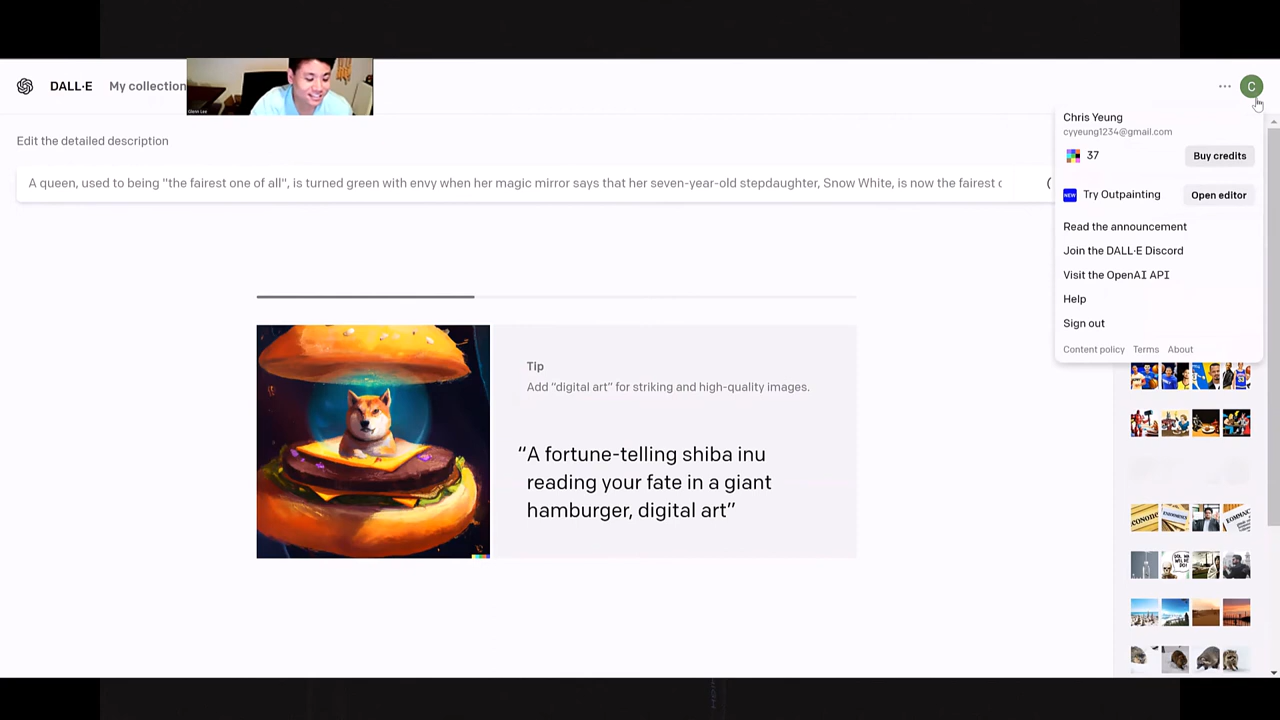 DALL·E
My collection
Glenn Lee
C
Edit the detailed description
A queen, used to being "the fairest one of all", is turned green with envy when her magic mirror says that her seven-year-old stepdaughter, Snow White, is now the fairest
Chris Yeung
cyyeung1234@gmail.com
37
Buy credits
NEW
Try Outpainting
Open editor
Read the announcement
Join the DALL·E Discord
Visit the OpenAI API
Help
Sign out
Content policy Terms About
Tip
Add “digital art” for striking and high-quality images.
“A fortune-telling shiba inu
reading your fate in a giant
hamburger, digital art”